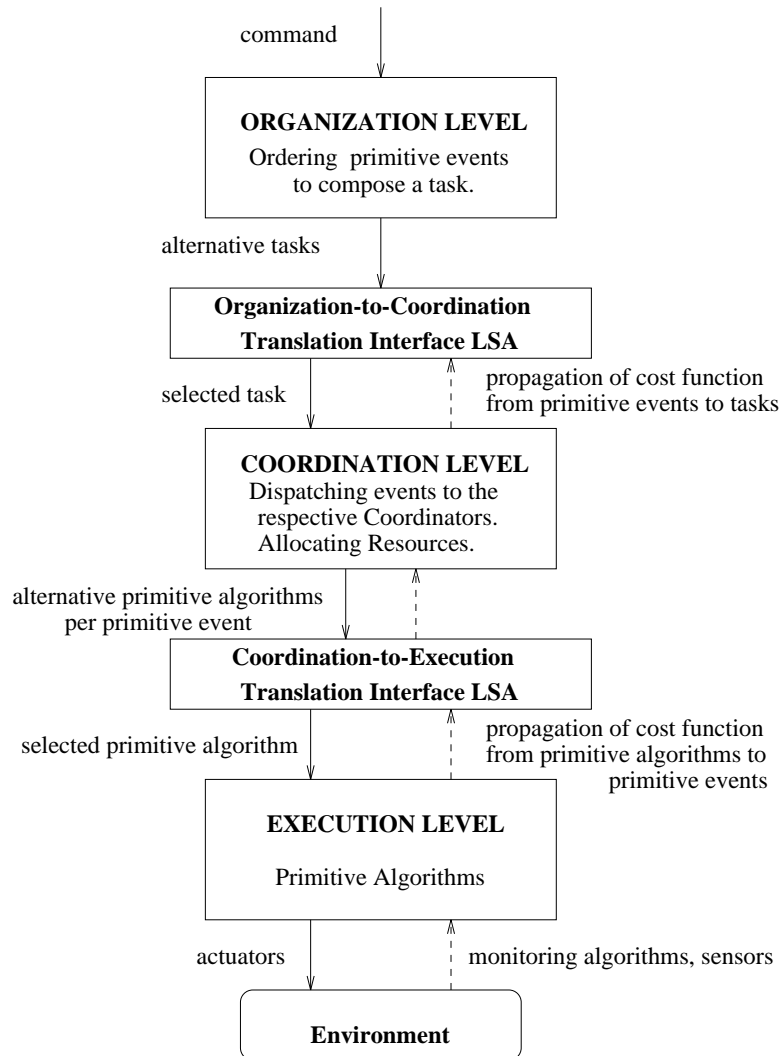 command
ORGANIZATION LEVEL
Ordering primitive events
to compose a task.
alternative tasks
Organization-to-Coordination
Translation Interface LSA
selected task
propagation of cost function
from primitive events to tasks
COORDINATION LEVEL
Dispatching events to the
respective Coordinators.
Allocating Resources.
alternative primitive algorithms
per primitive event
Coordination-to-Execution
Translation Interface LSA
selected primitive algorithm
propagation of cost function
from primitive algorithms to
primitive events
EXECUTION LEVEL
Primitive Algorithms
actuators
monitoring algorithms, sensors
Environment